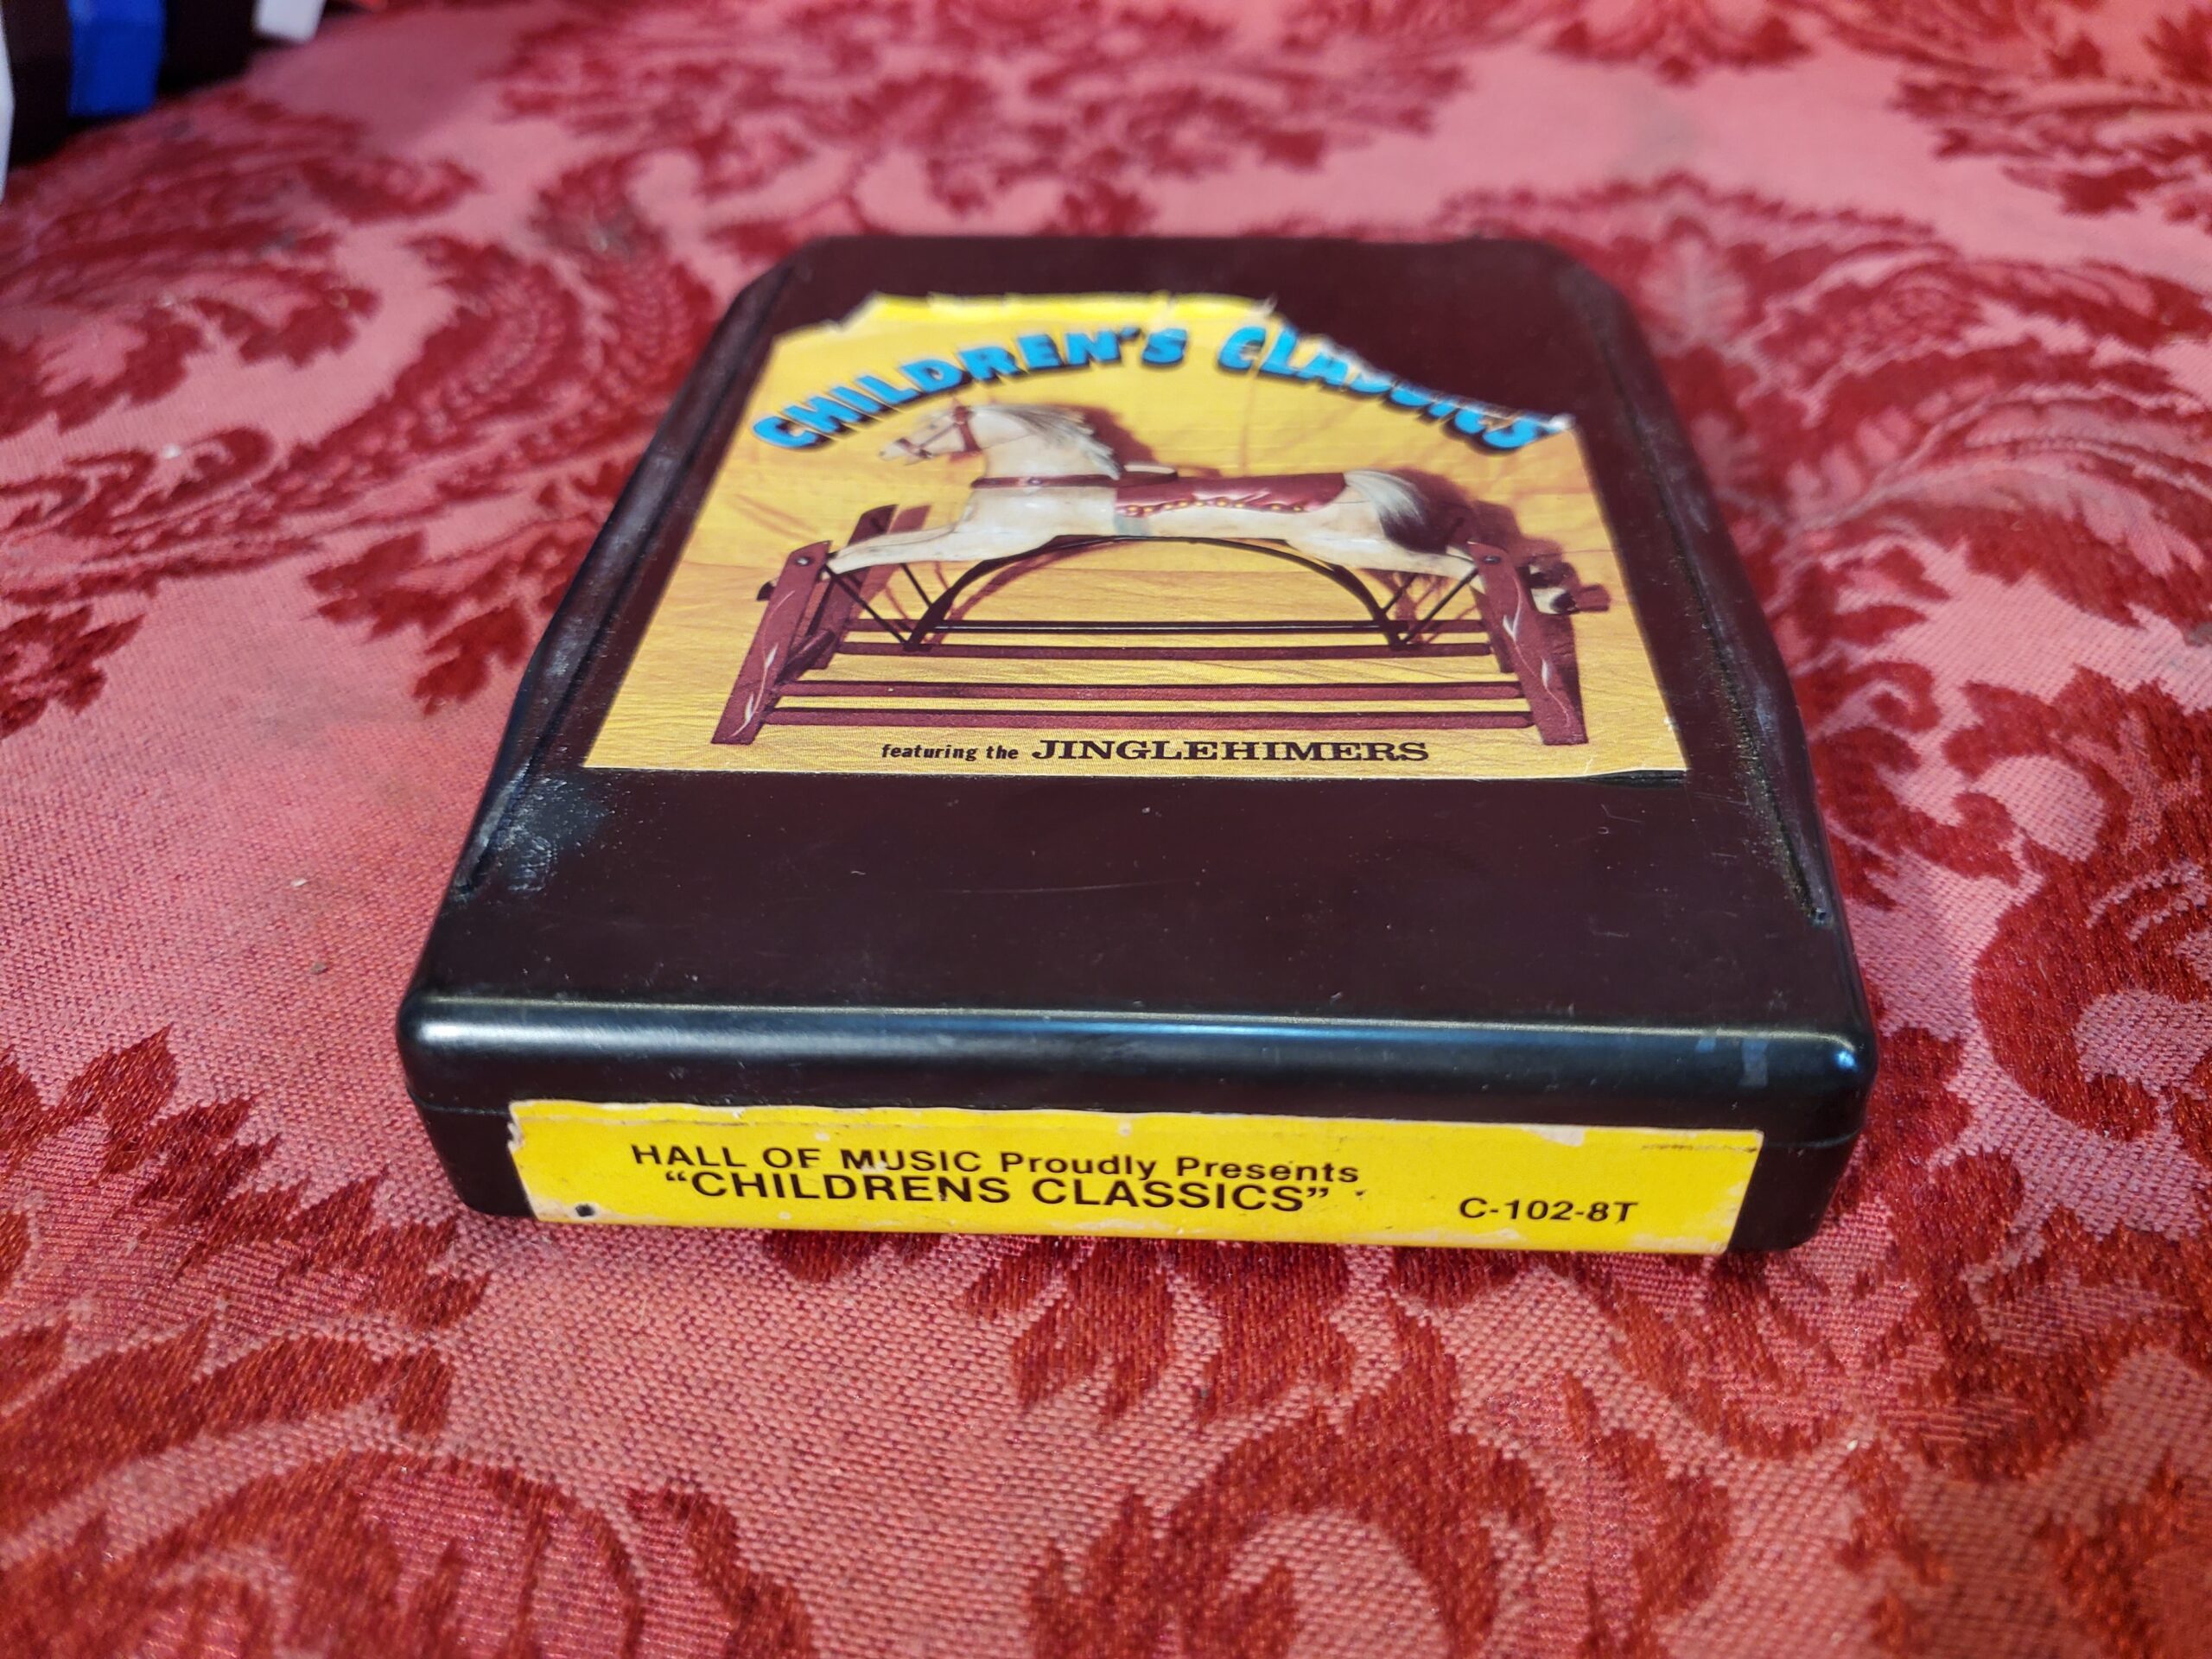 CHILDREN'S CLASSICS
featuring the JINGLEHIMERS
HALL OF MUSIC Proudly Presents
“CHILDRENS CLASSICS”
C-102-8T